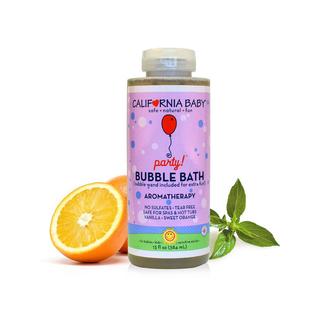 CALIFORNIA BABY
safe • natural • fun
party!
BUBBLE BATH
(bubble wand included for extra fun!)
AROMATHERAPY
NO SULFATES • TEAR FREE
SAFE FOR SPAS & HOT TUBS
VANILLA • SWEET ORANGE
13 fl oz (384 mL)